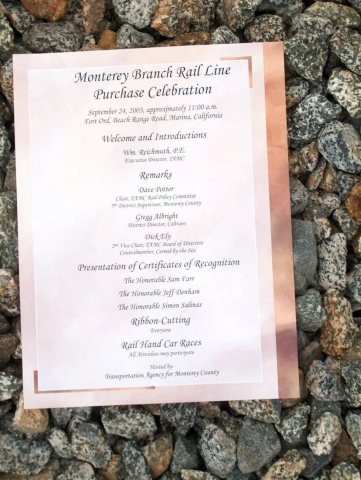 Monterey Branch Rail Line
Purchase Celebration
September 24, 2003, approximately 11:00 a.m.
Fort Ord, Beach Range Road, Marina, California
Welcome and Introductions
Wm. Reichmuth, P.E.
Executive Director, TAMC
Remarks
Dave Potter
Chair, TAMC Rail Policy Committee
5th District Supervisor, Monterey County
Gregg Albright
District Director, Caltrans
Dick Ely
2nd Vice Chair, TAMC Board of Directors
Councilmember, Carmel-by-the-Sea
Presentation of Certificates of Recognition
The Honorable Sam Farr
The Honorable Jeff Denham
The Honorable Simon Salinas
Ribbon-Cutting
Everyone
Rail Hand Car Races
All Attendees may participate
Hosted by:
Transportation Agency for Monterey County